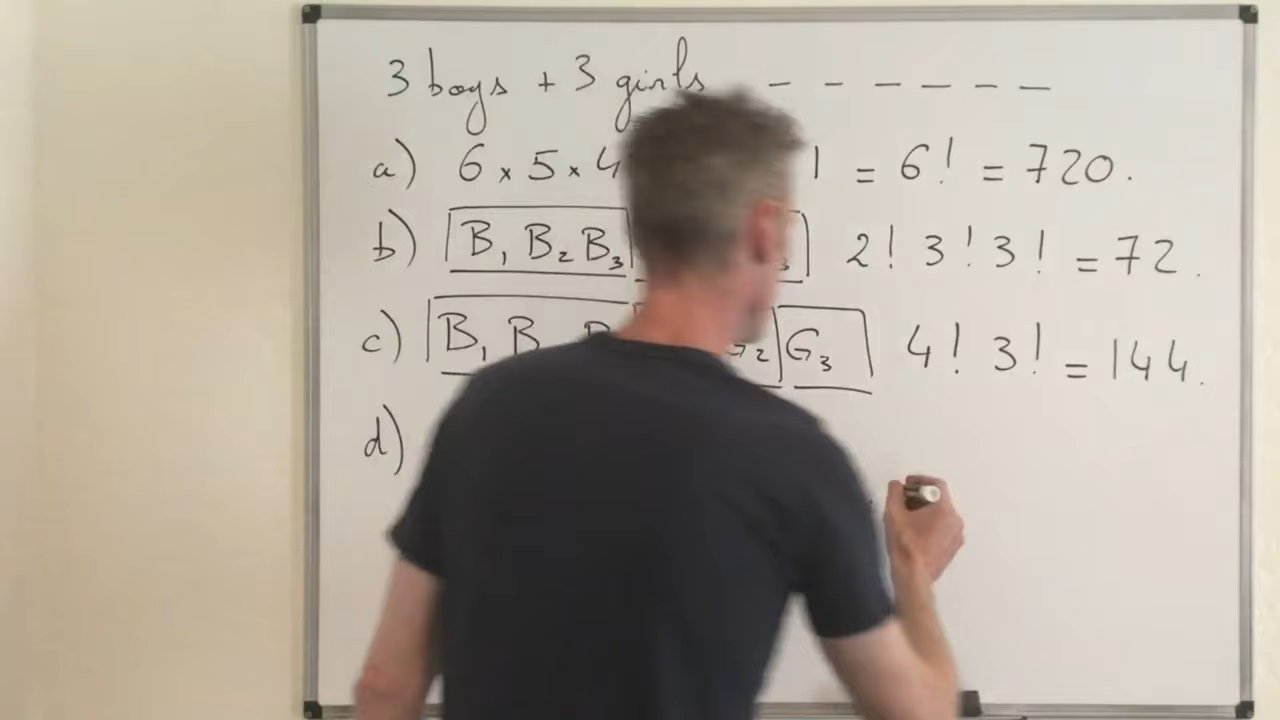 3 boys + 3 girls _ _ _ _ _ _
a) 6 × 5 × 4 1 = 6! = 720.
b) B₁ B₂ B₃ ₃ 2! 3! 3! = 72.
c) B₁ B B G₂ G₃ 4! 3! = 144.
d)